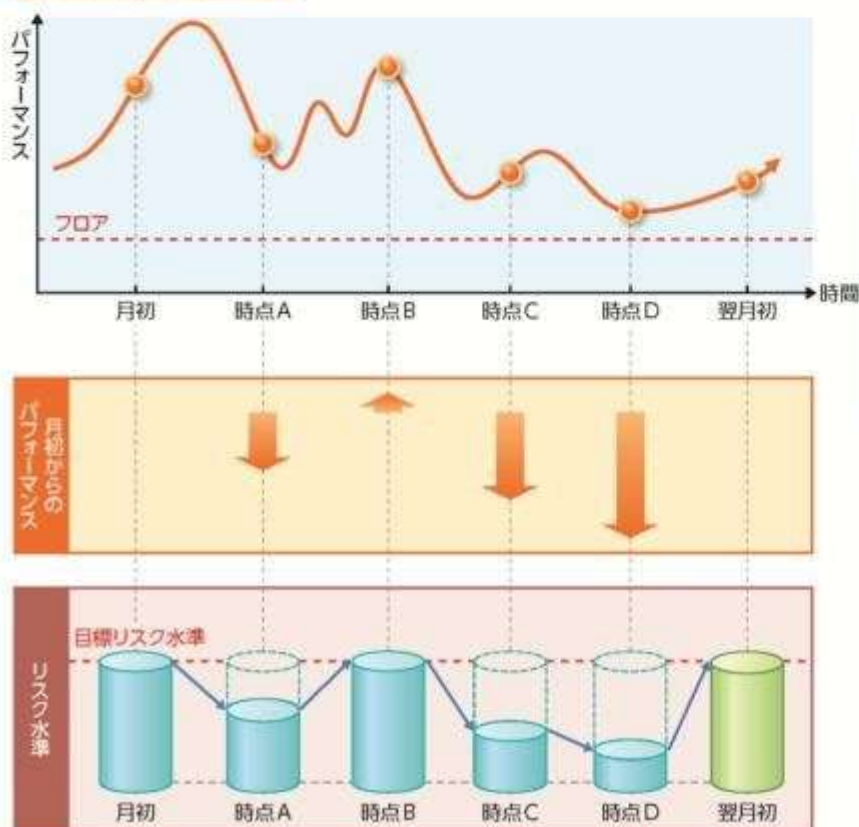 パフォーマンス
フロア
時間
月初
時点A
時点B
時点C
時点D
翌月初
月初からの
パフォーマンス
リスク水準
目標リスク水準
月初
時点A
時点B
時点C
時点D
翌月初